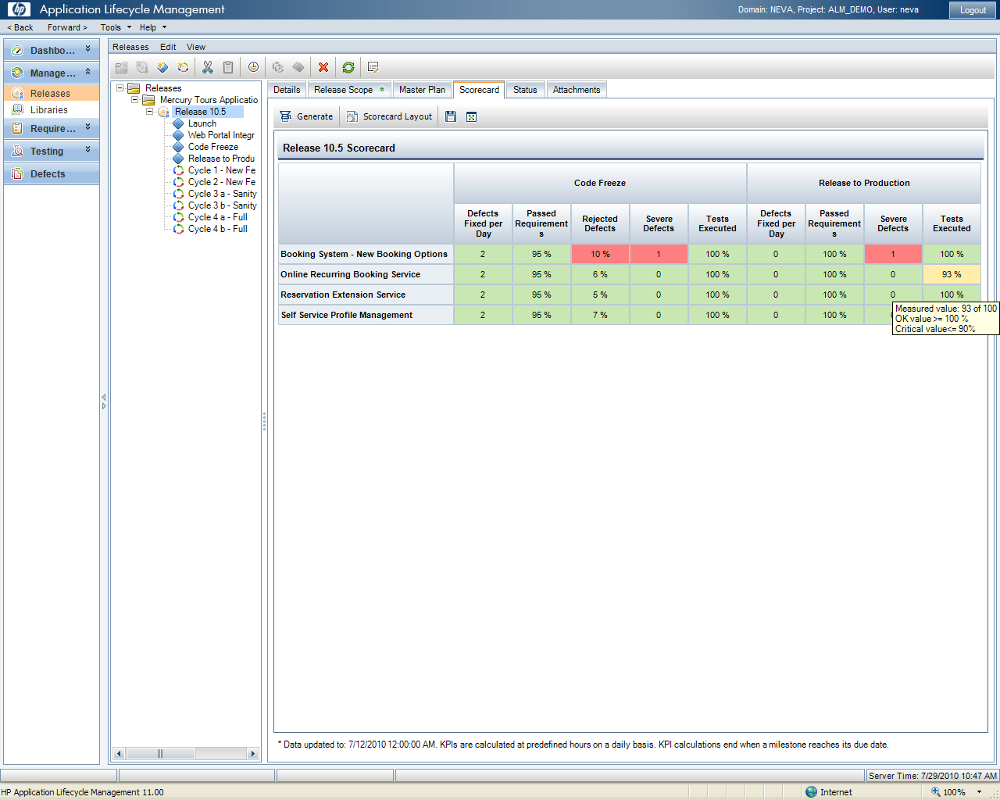 hp Application Lifecycle Management
Domain: NEVA, Project: ALM_DEMO, User: neva
Logout
< Back Forward > Tools Help
Dashbo...
Manage...
Releases
Libraries
Require...
Testing
Defects
Releases Edit View
Releases
Mercury Tours Applicatio
Release 10.5
Launch
Web Portal Integr
Code Freeze
Release to Produ
Cycle 1 - New Fe
Cycle 2 - New Fe
Cycle 3 a - Sanity
Cycle 3 b - Sanity
Cycle 4 a - Full
Cycle 4 b - Full
Details Release Scope * Master Plan Scorecard Status Attachments
Generate Scorecard Layout
Release 10.5 Scorecard
Code Freeze Release to Production
Defects Fixed per Day Passed Requirements Rejected Defects Severe Defects Tests Executed Defects Fixed per Day Passed Requirements Severe Defects Tests Executed
Booking System - New Booking Options 2 95 % 10 % 1 100 % 0 100 % 1 100 %
Online Recurring Booking Service 2 95 % 6 % 0 100 % 0 100 % 0 93 %
Reservation Extension Service 2 95 % 5 % 0 100 % 0 100 % 0 100 %
Self Service Profile Management 2 95 % 7 % 0 100 % 0 100 %
Measured value: 93 of 100
OK value >= 100 %
Critical value<= 90%
* Data updated to: 7/12/2010 12:00:00 AM. KPIs are calculated at predefined hours on a daily basis. KPI calculations end when a milestone reaches its due date.
Server Time: 7/29/2010 10:47 AM
HP Application Lifecycle Management 11.00
Internet
100%